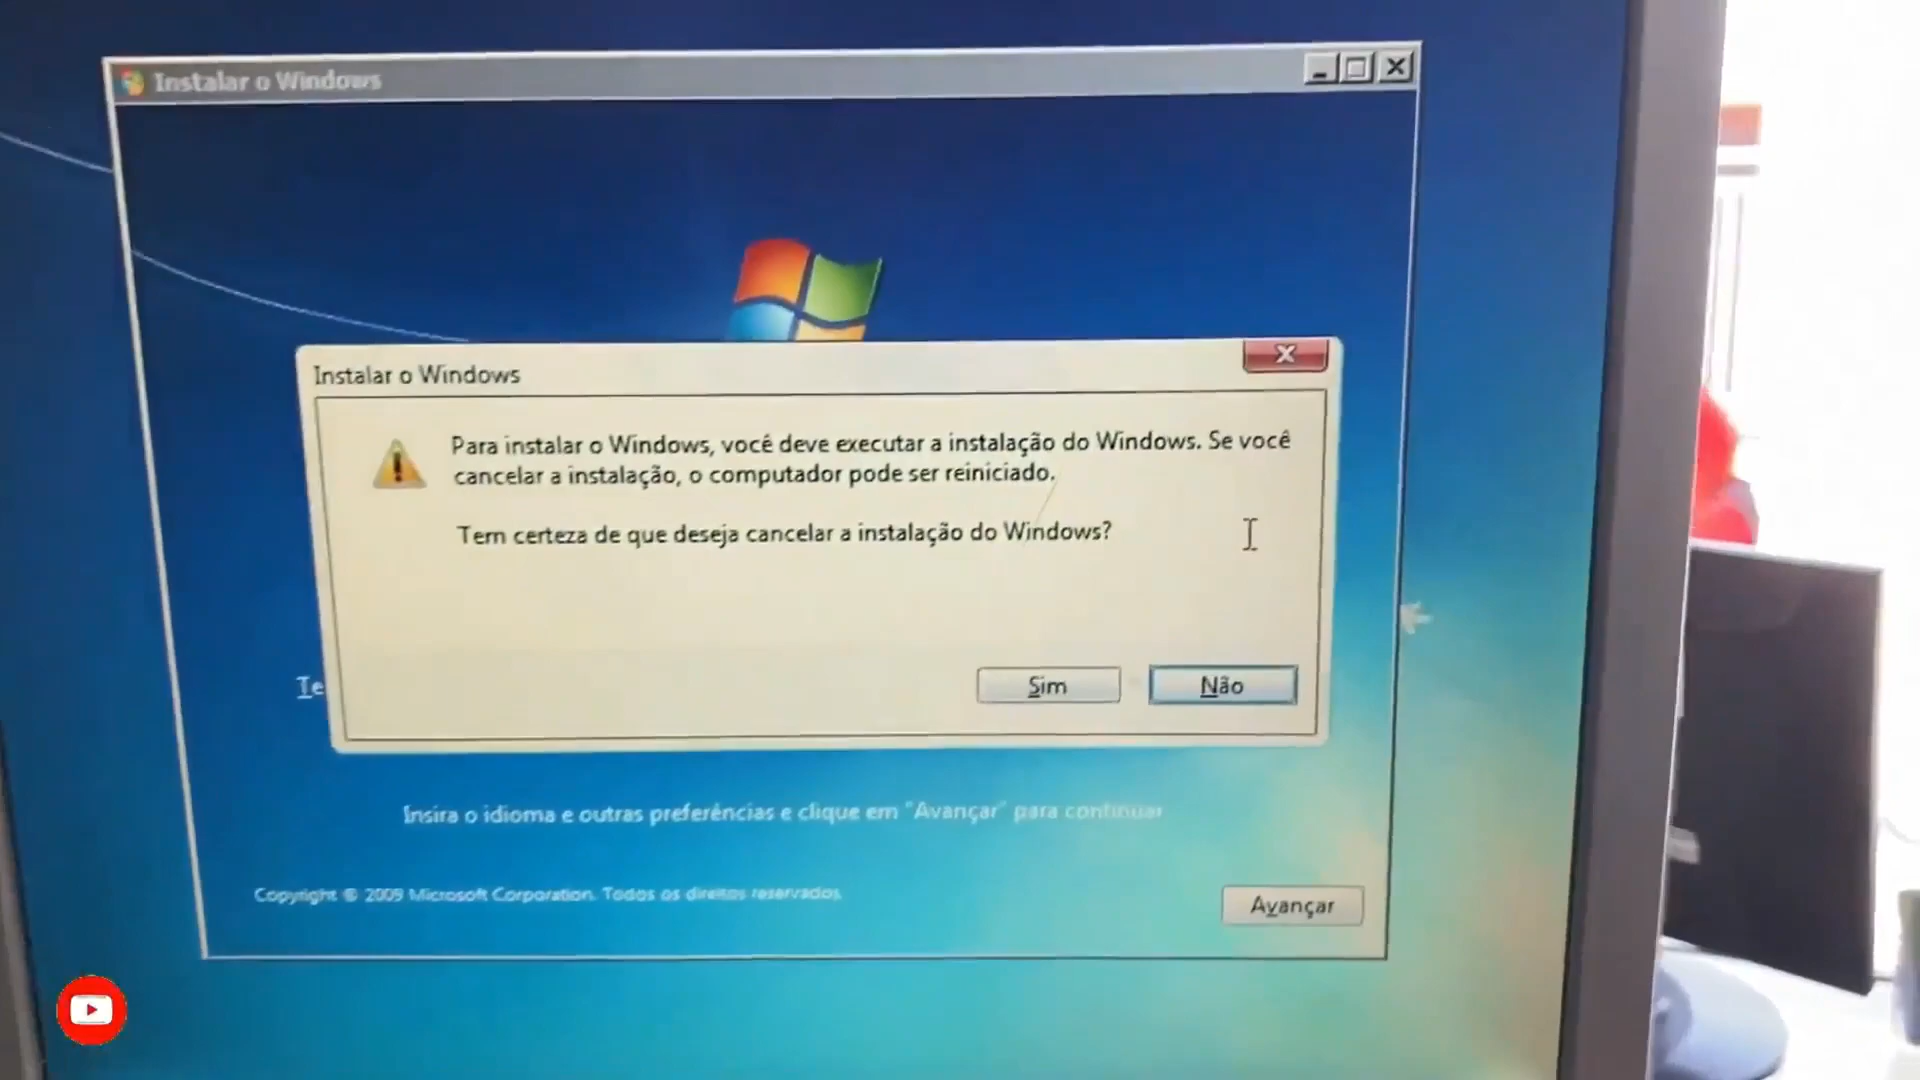 Instalar o Windows
Instalar o Windows
Para instalar o Windows, você deve executar a instalação do Windows. Se você
cancelar a instalação, o computador pode ser reiniciado.
Tem certeza de que deseja cancelar a instalação do Windows?
Sim
Não
Te
Insira o idioma e outras preferências e clique em "Avançar" para continuar
Copyright © 2009 Microsoft Corporation. Todos os direitos reservados.
Avançar